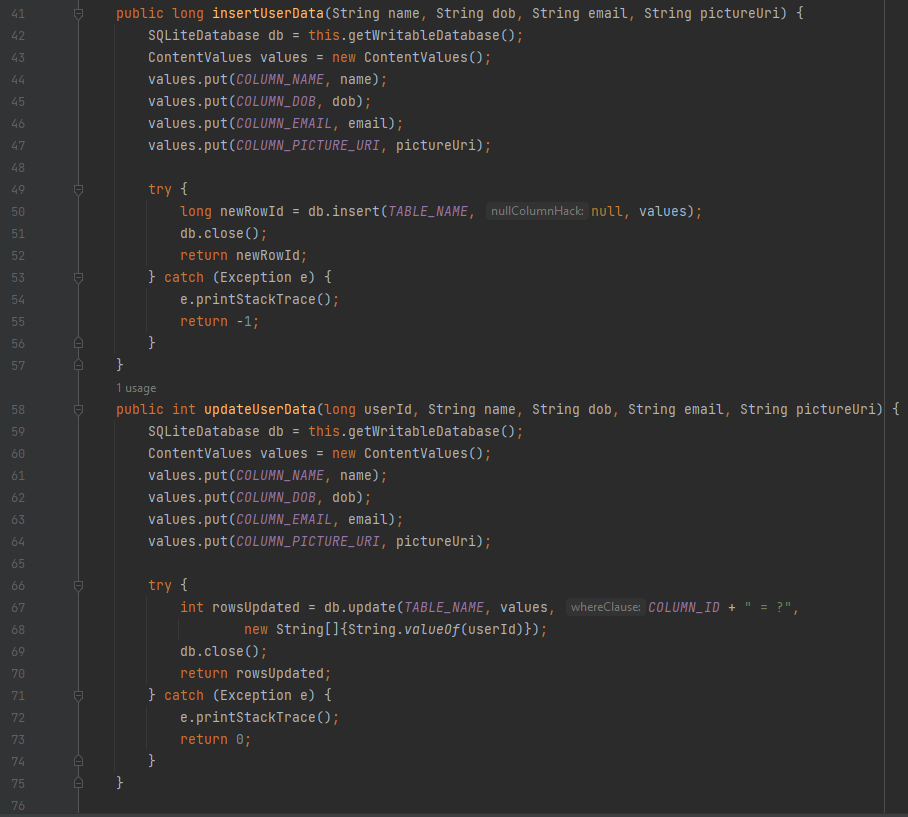 41 public long insertUserData(String name, String dob, String email, String pictureUri) {
42 SQLiteDatabase db = this.getWritableDatabase();
43 ContentValues values = new ContentValues();
44 values.put(COLUMN_NAME, name);
45 values.put(COLUMN_DOB, dob);
46 values.put(COLUMN_EMAIL, email);
47 values.put(COLUMN_PICTURE_URI, pictureUri);
48
49 try {
50 long newRowId = db.insert(TABLE_NAME, nullColumnHack: null, values);
51 db.close();
52 return newRowId;
53 } catch (Exception e) {
54 e.printStackTrace();
55 return -1;
56 }
57 }
1 usage
58 public int updateUserData(long userId, String name, String dob, String email, String pictureUri) {
59 SQLiteDatabase db = this.getWritableDatabase();
60 ContentValues values = new ContentValues();
61 values.put(COLUMN_NAME, name);
62 values.put(COLUMN_DOB, dob);
63 values.put(COLUMN_EMAIL, email);
64 values.put(COLUMN_PICTURE_URI, pictureUri);
65
66 try {
67 int rowsUpdated = db.update(TABLE_NAME, values, whereClause: COLUMN_ID + " = ?",
68 new String[]{String.valueOf(userId)});
69 db.close();
70 return rowsUpdated;
71 } catch (Exception e) {
72 e.printStackTrace();
73 return 0;
74 }
75 }
76